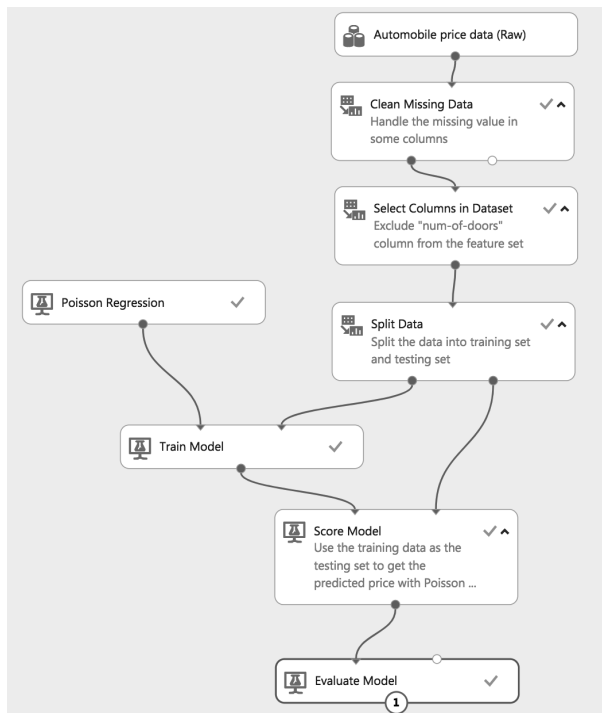 Automobile price data (Raw)
Clean Missing Data
Handle the missing value in
some columns
Select Columns in Dataset
Exclude "num-of-doors"
column from the feature set
Poisson Regression
Split Data
Split the data into training set
and testing set
Train Model
Score Model
Use the training data as the
testing set to get the
predicted price with Poisson ...
Evaluate Model
1